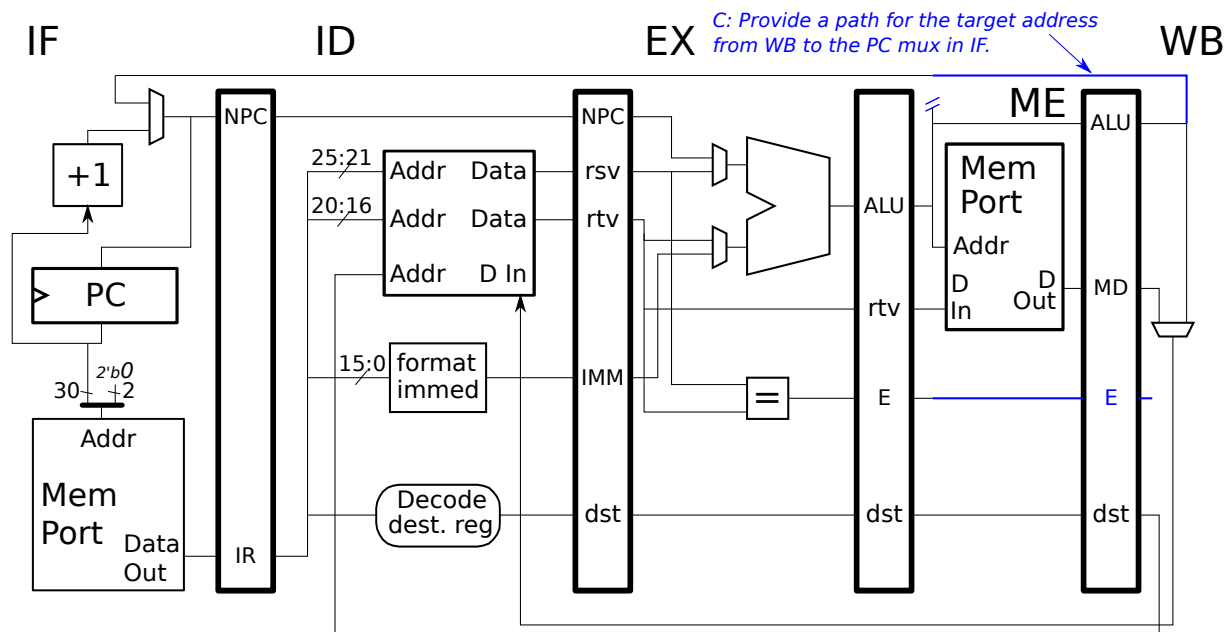 IF
ID
EX
C: Provide a path for the target address
from WB to the PC mux in IF.
WB
ME
NPC
NPC
ALU
+1
25:21
Addr
Data
rsv
20:16
Addr
Data
rtv
Addr
D In
ALU
Mem
Port
Addr
D
In
D
Out
MD
PC
rtv
15:0
format
immed
IMM
=
E
E
2'b0
30
2
Addr
Mem
Port
Data
Out
IR
Decode
dest. reg
dst
dst
dst